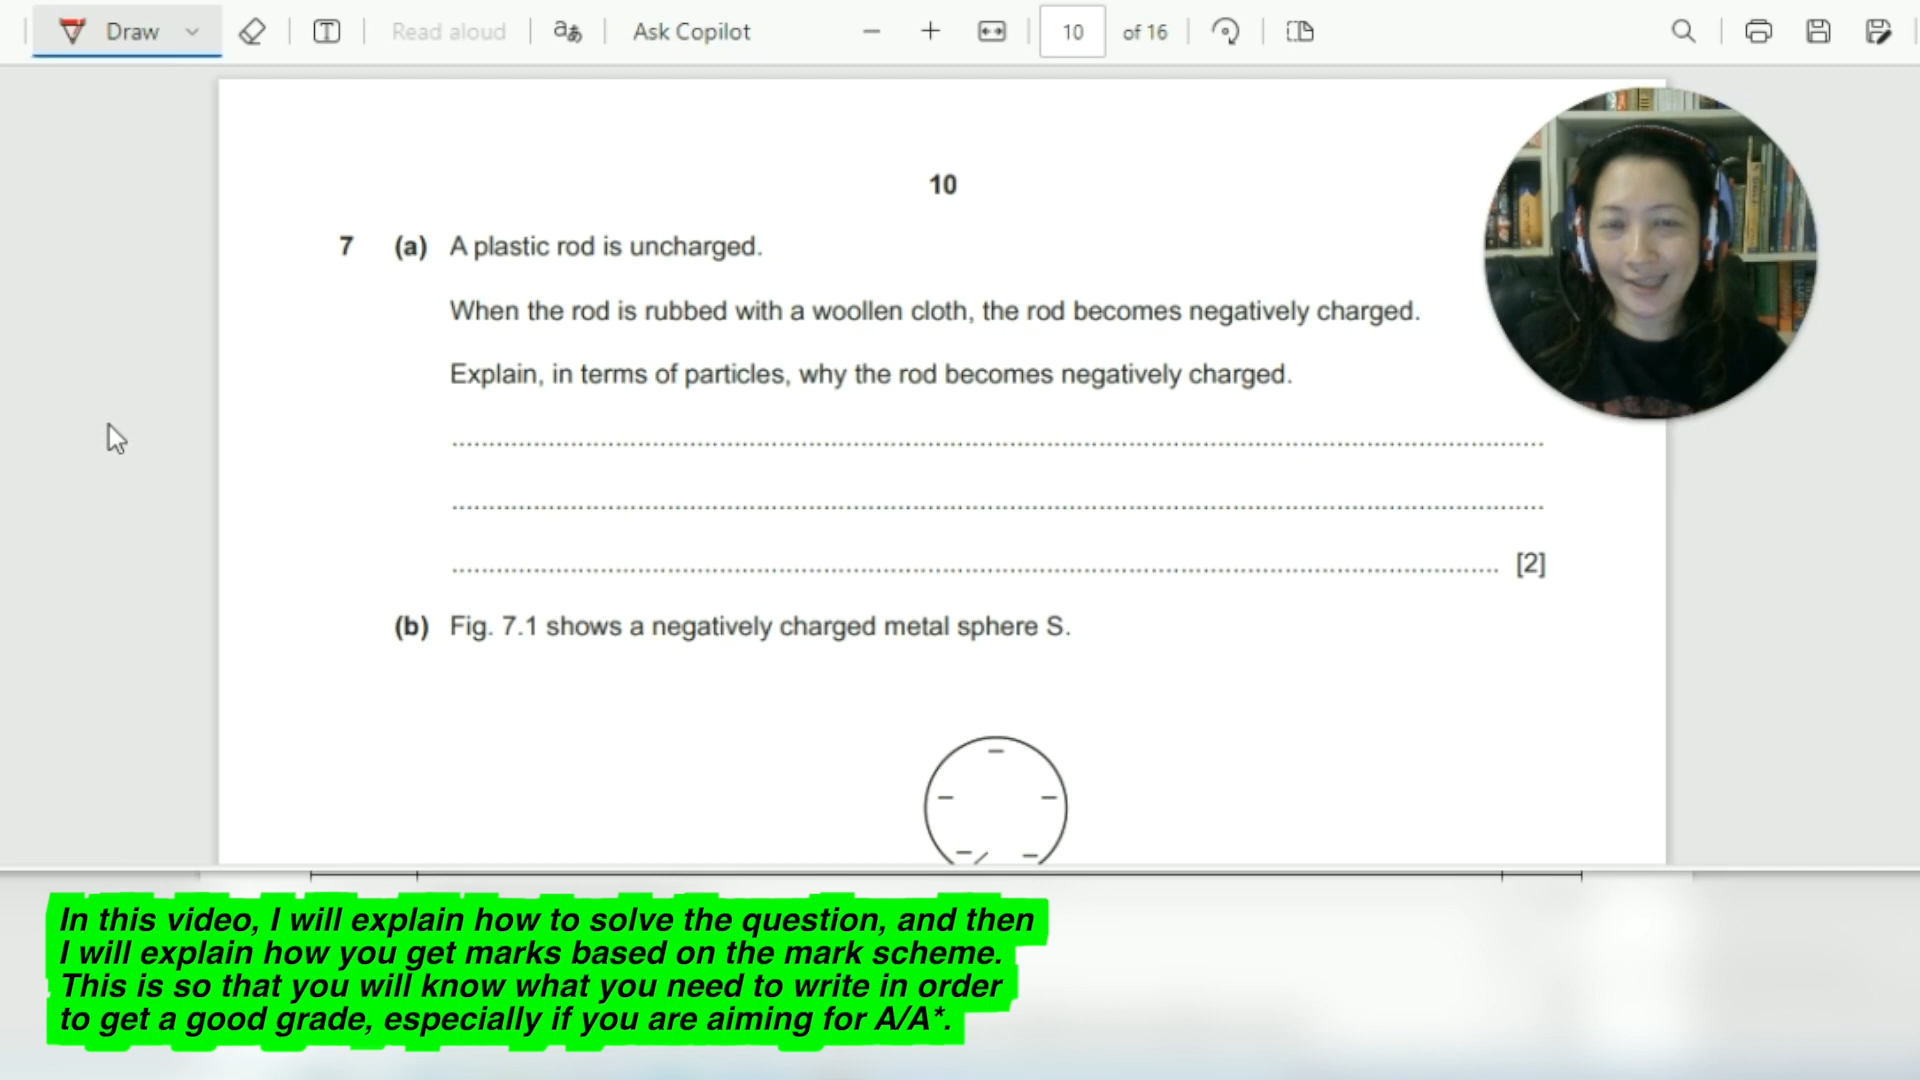 Draw
Read aloud
aあ
Ask Copilot
10
of 16
10
7 (a) A plastic rod is uncharged.
When the rod is rubbed with a woollen cloth, the rod becomes negatively charged.
Explain, in terms of particles, why the rod becomes negatively charged.
[2]
(b) Fig. 7.1 shows a negatively charged metal sphere S.
In this video, I will explain how to solve the question, and then
I will explain how you get marks based on the mark scheme.
This is so that you will know what you need to write in order
to get a good grade, especially if you are aiming for A/A*.